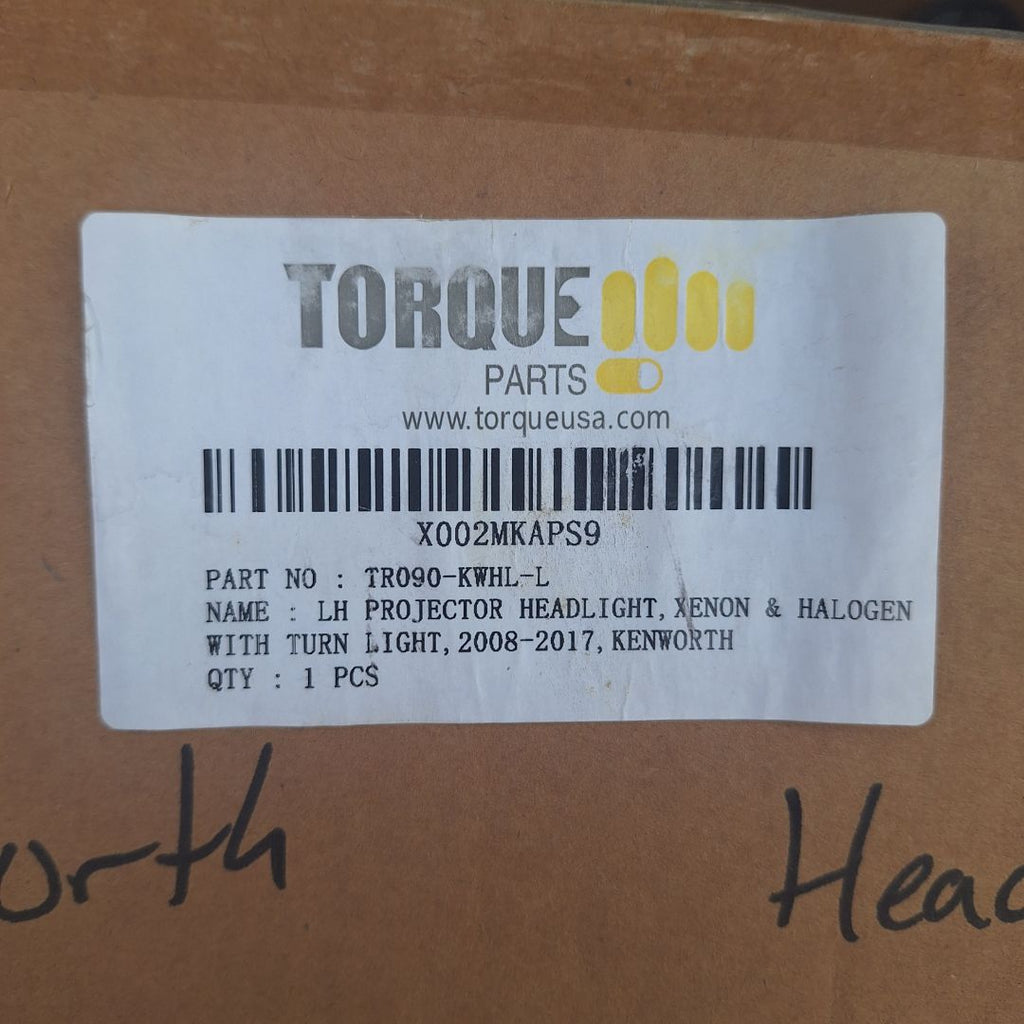 TORQUE
PARTS
www.torqueusa.com
X002MKAPS9
PART NO : TR090-KWHL-L
NAME : LH PROJECTOR HEADLIGHT, XENON & HALOGEN
WITH TURN LIGHT, 2008-2017, KENWORTH
QTY : 1 PCS
orth Head